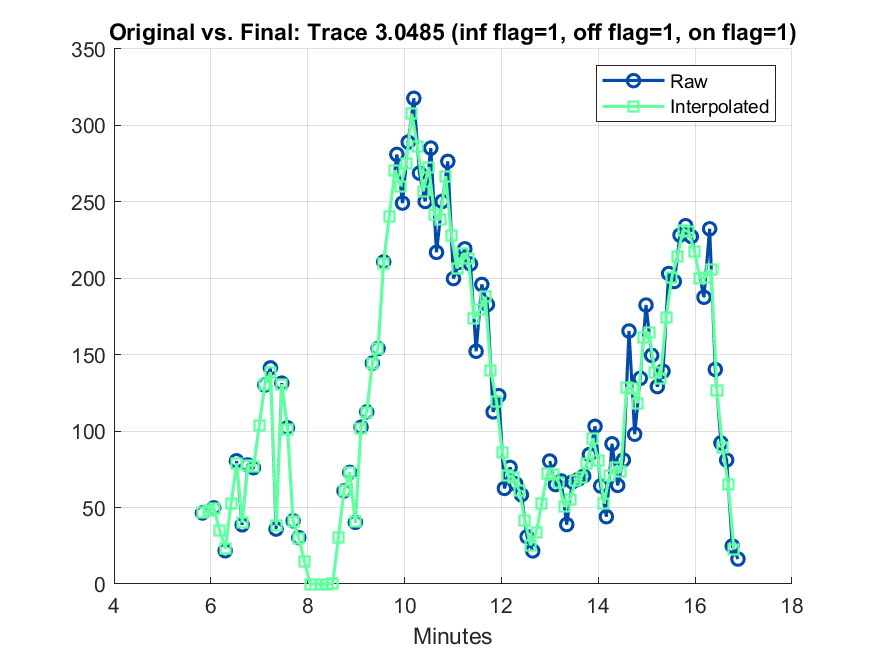 Original vs. Final: Trace 3.0485 (inf flag=1, off flag=1, on flag=1)
350
300
250
200
150
100
50
0
Raw
Interpolated
4 6 8 10 12 14 16 18
Minutes